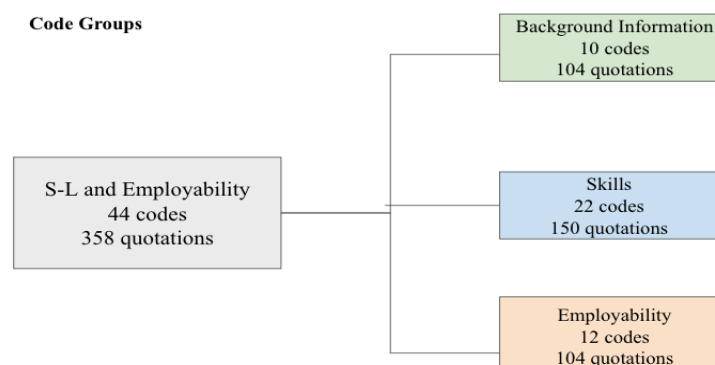 Code Groups
Background Information
10 codes
104 quotations
S-L and Employability
44 codes
358 quotations
Skills
22 codes
150 quotations
Employability
12 codes
104 quotations